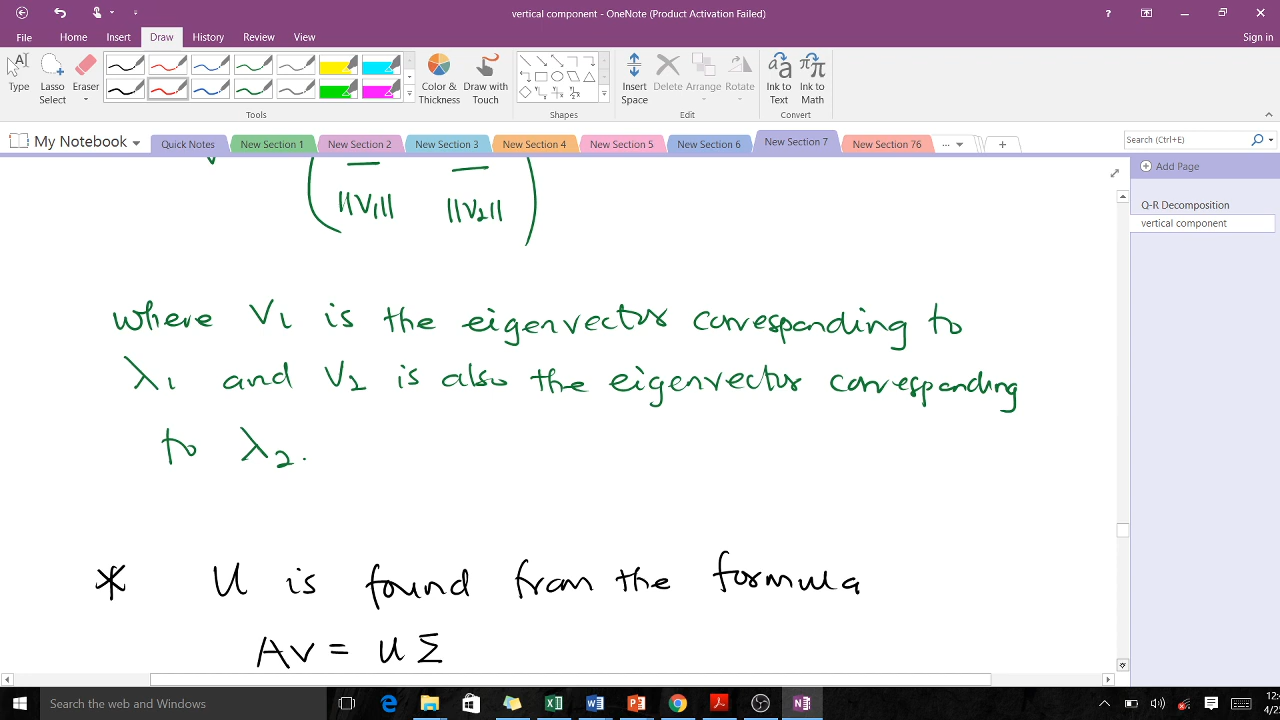 vertical component - OneNote (Product Activation Failed)
File Home Insert Draw History Review View
Sign in
Type
Lasso Select
Eraser
Color & Thickness
Draw with Touch
Insert Space
Delete
Arrange
Rotate
Ink to Text
Ink to Math
Tools
Shapes
Edit
Convert
My Notebook
Quick Notes
New Section 1
New Section 2
New Section 3
New Section 4
New Section 5
New Section 6
New Section 7
New Section 76
...
Search (Ctrl+E)
Add Page
Q-R Decomposition
vertical component
||V1|| ||V2||
where V1 is the eigenvector corresponding to
λ1 and V2 is also the eigenvector corresponding
to λ2.
* U is found from the formula
AV = UΣ
Search the web and Windows